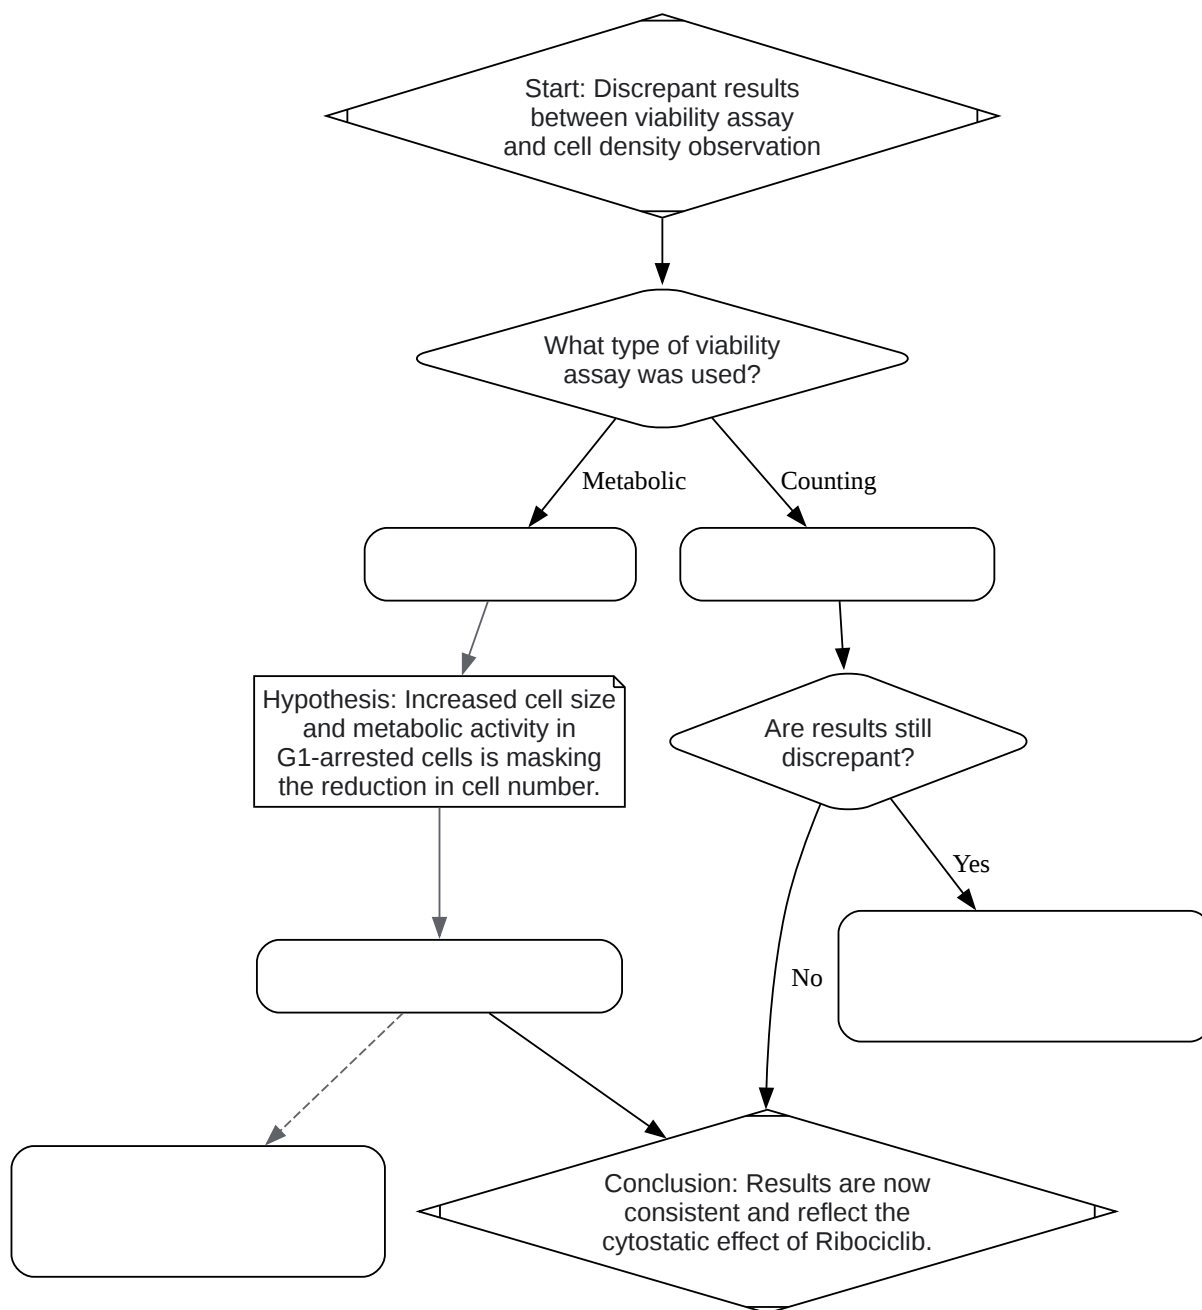 Start: Discrepant results
between viability assay
and cell density observation
What type of viability
assay was used?
Metabolic
Counting
Hypothesis: Increased cell size
and metabolic activity in
G1-arrested cells is masking
the reduction in cell number.
Are results still
discrepant?
Yes
No
Conclusion: Results are now
consistent and reflect the
cytostatic effect of Ribociclib.